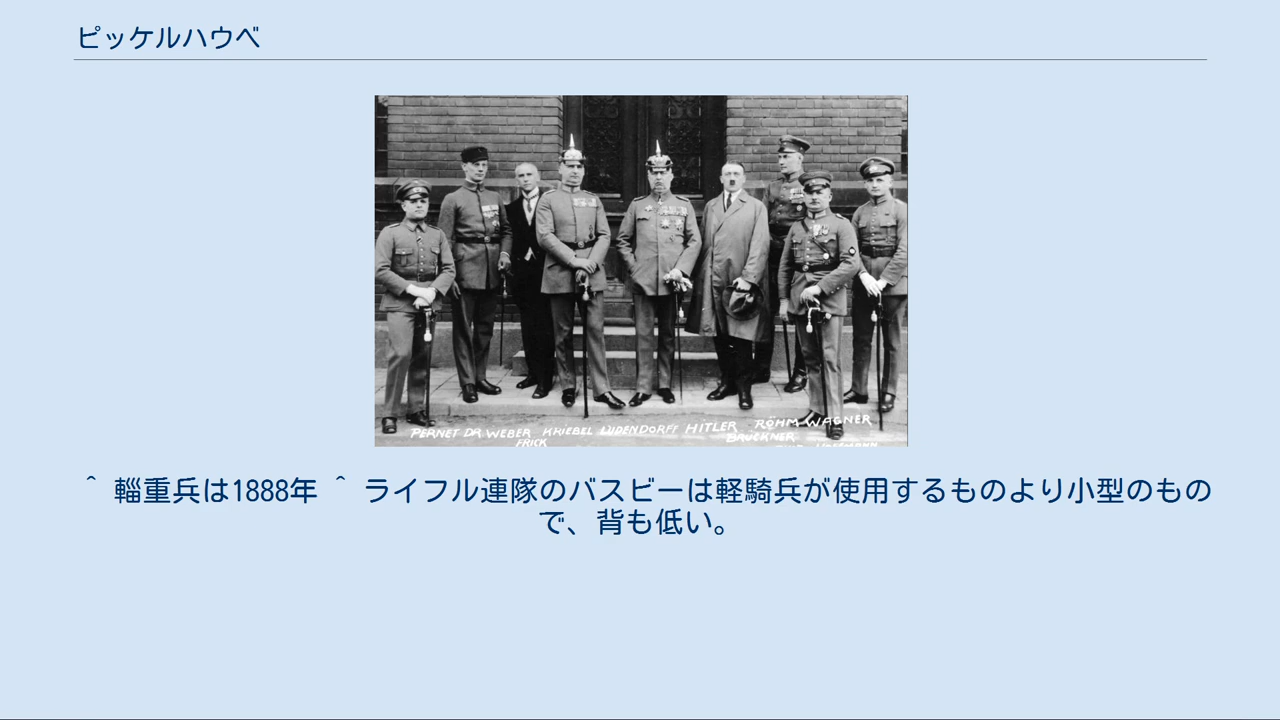 ピッケルハウベ
PERNET DR WEBER KRIEBEL LUDENDORFF HITLER RÖHM WAGNER
FRICK BRÜCKNER
^ 輜重兵は1888年 ^ ライフル連隊のバスビーは軽騎兵が使用するものより小型のもの
で、背も低い。